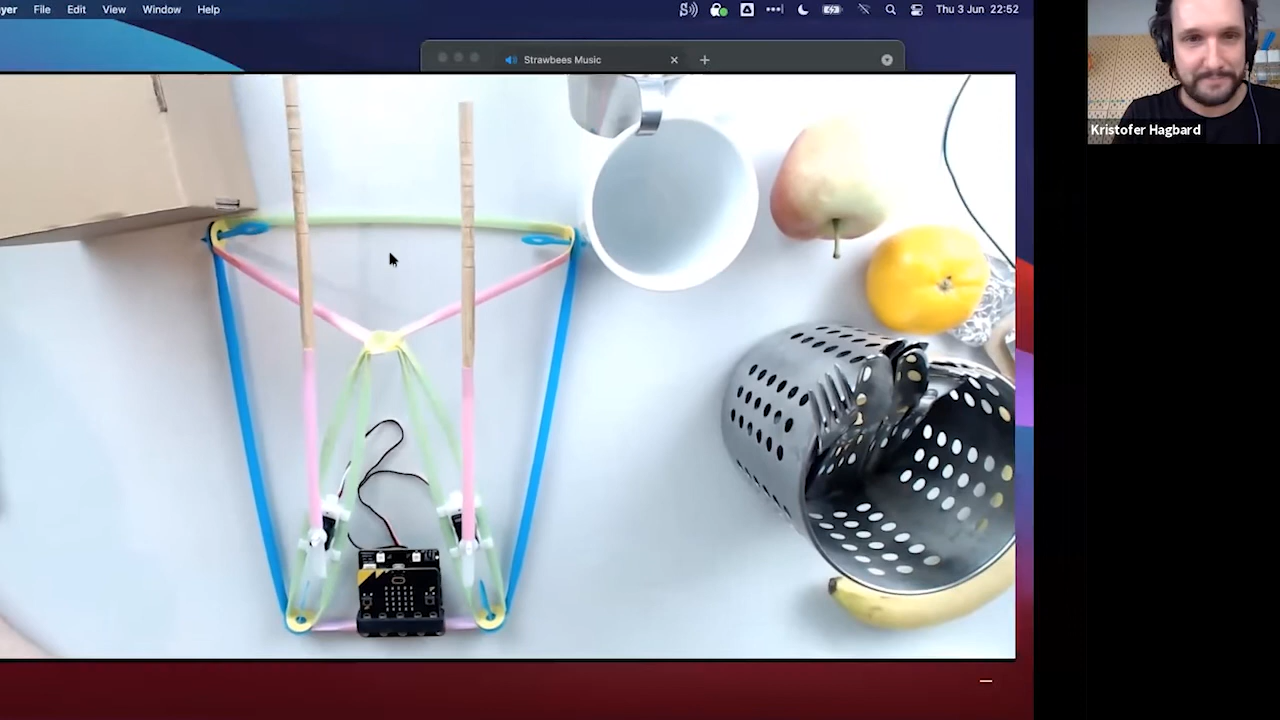 yer File Edit View Window Help Thu 3 Jun 22:52
Strawbees Music
Kristofer Hagbard